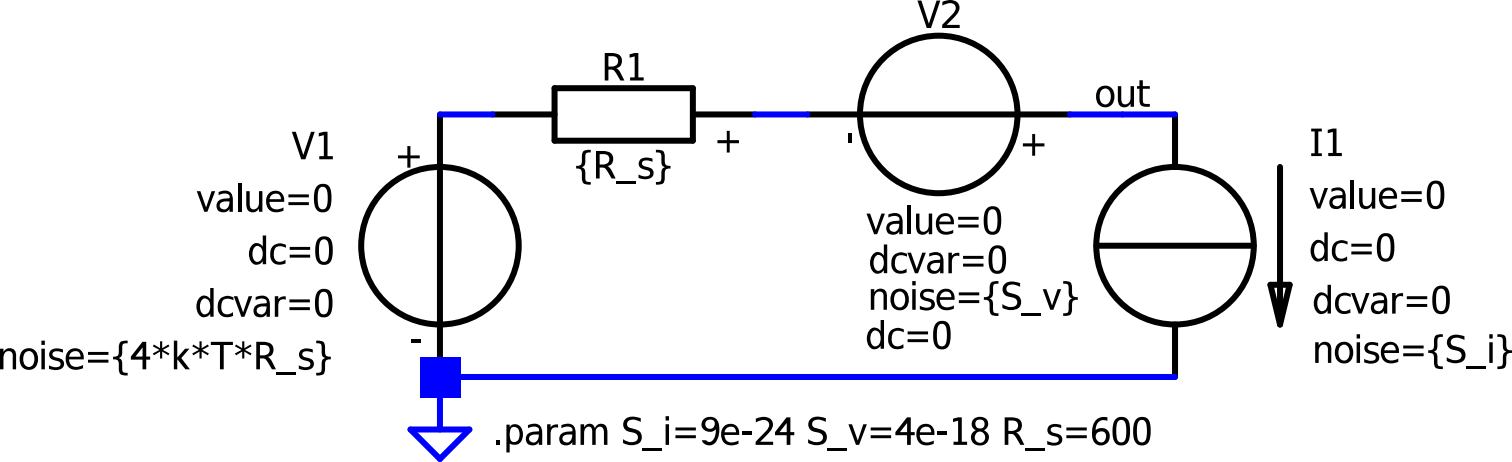 V2
R1
out
V1
+
{R_s}
+
-
+
I1
value=0
value=0
value=0
dc=0
dcvar=0
dc=0
dcvar=0
noise={S_v}
dcvar=0
dc=0
-
noise={4*k*T*R_s}
noise={S_i}
.param S_i=9e-24 S_v=4e-18 R_s=600